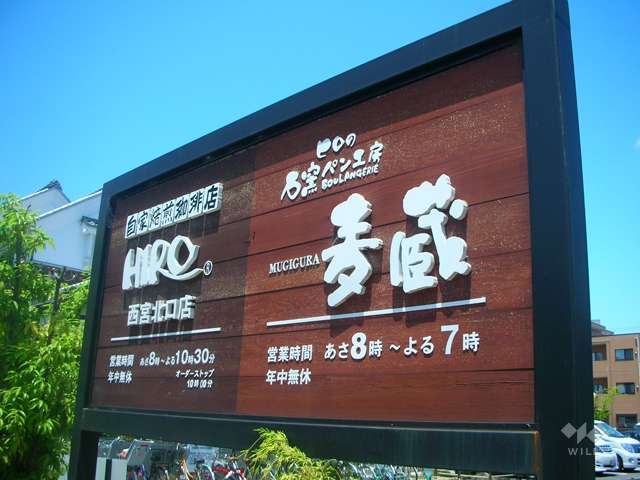 自家焙煎珈琲店
HIRO®
西宮北口店
営業時間 あさ8時〜よる10時30分
年中無休 オーダーストップ
10時00分
ヒロの
石窯パン工房
BOULANGERIE
MUGIGURA 麦蔵
営業時間 あさ8時〜よる7時
年中無休
WILL